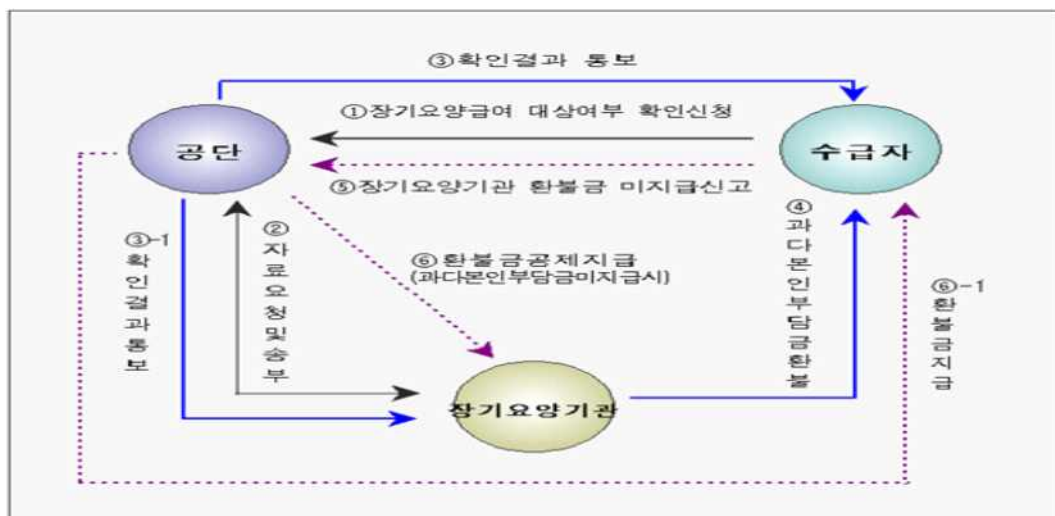 ③확인결과 통보
①장기요양급여 대상여부 확인신청
공단
수급자
⑤장기요양기관 환불금 미지급신고
③-1확인결과통보
②자료요청및송부
⑥환불금공제지급
(과다본인부담금미지급시)
④과다본인부담금환불
⑥-1환불금지급
장기요양기관